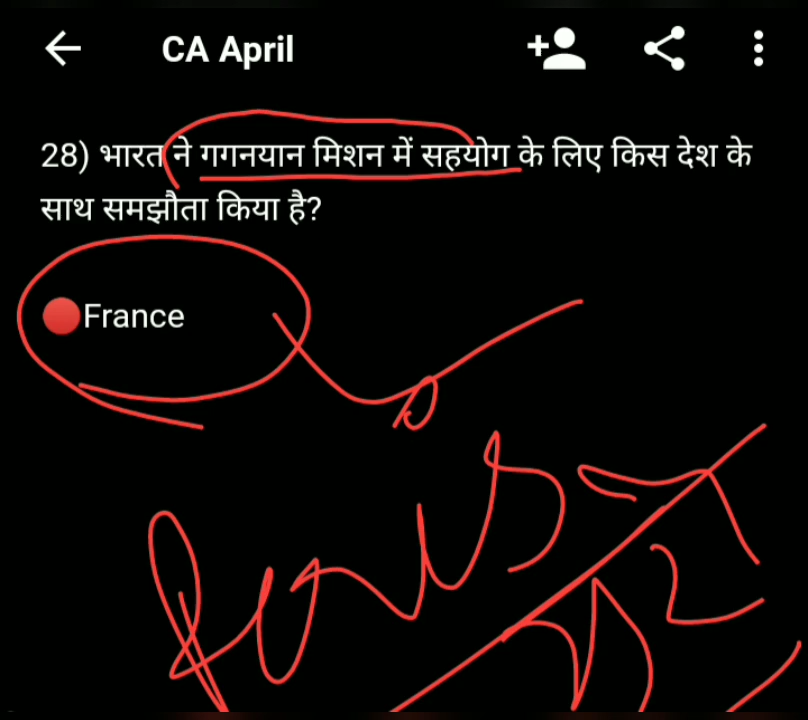 CA April
28) भारत ने गगनयान मिशन में सहयोग के लिए किस देश के
साथ समझौता किया है?
France